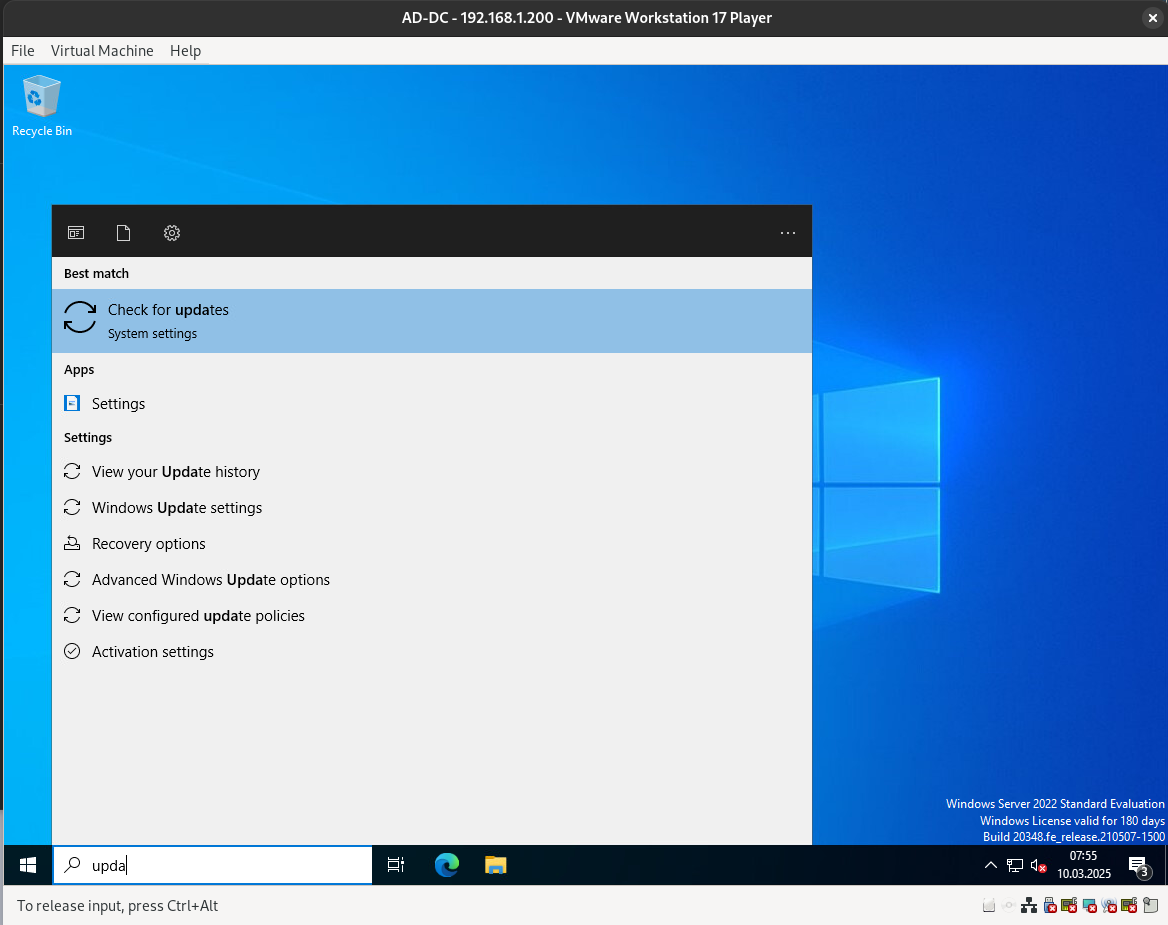 AD-DC - 192.168.1.200 - VMware Workstation 17 Player
File Virtual Machine Help
Recycle Bin
Best match
Check for updates
System settings
Apps
Settings
Settings
View your Update history
Windows Update settings
Recovery options
Advanced Windows Update options
View configured update policies
Activation settings
Windows Server 2022 Standard Evaluation
Windows License valid for 180 days
Build 20348.fe_release.210507-1500
upda
07:55
10.03.2025
3
To release input, press Ctrl+Alt